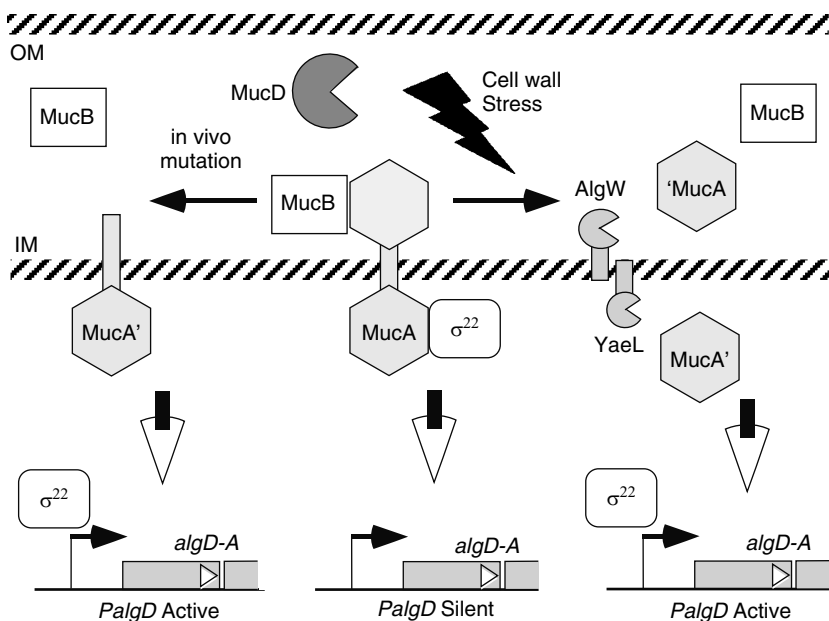 OM
MucB
MucD
Cell wall
Stress
MucB
in vivo
mutation
MucB
AlgW
'MucA
IM
MucA'
MucA
σ22
YaeL
MucA'
σ22
σ22
algD-A
algD-A
algD-A
PalgD Active
PalgD Silent
PalgD Active